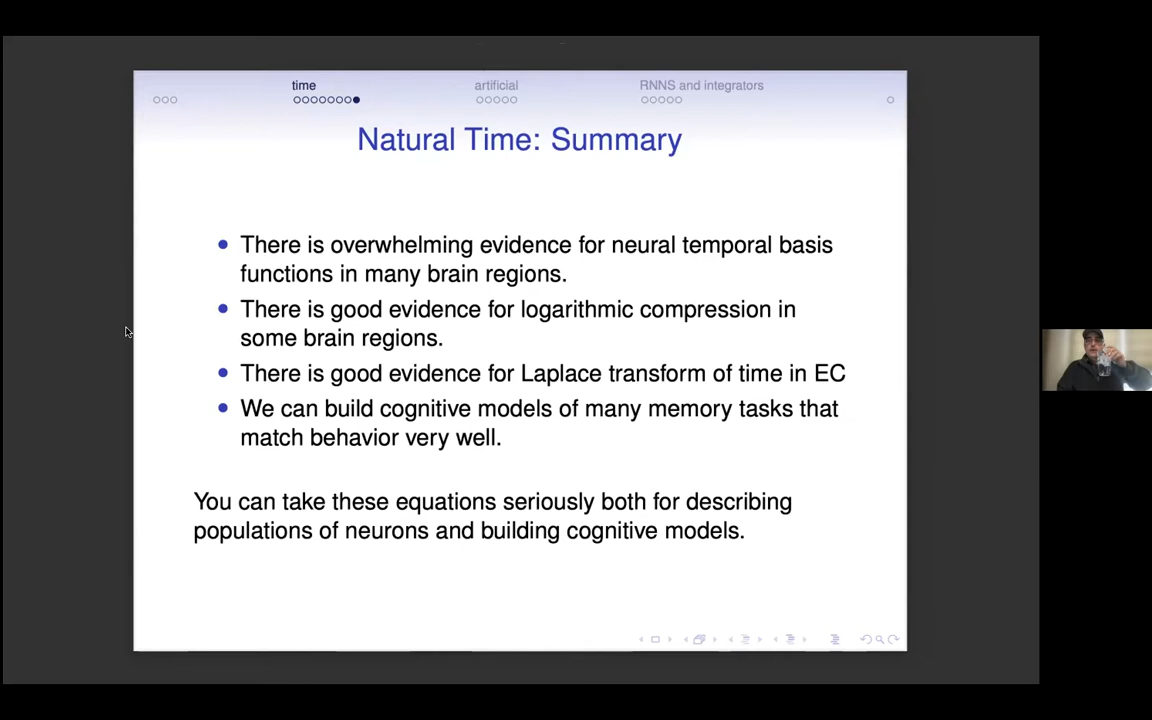 time artificial RNNS and integrators
Natural Time: Summary
There is overwhelming evidence for neural temporal basis
functions in many brain regions.
There is good evidence for logarithmic compression in
some brain regions.
There is good evidence for Laplace transform of time in EC
We can build cognitive models of many memory tasks that
match behavior very well.
You can take these equations seriously both for describing
populations of neurons and building cognitive models.